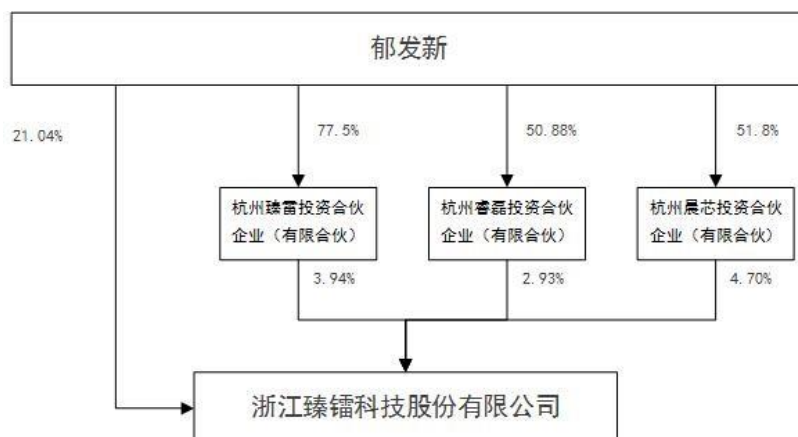 郁发新
21.04%
77.5%
50.88%
51.8%
杭州臻雷投资合伙
企业（有限合伙）
杭州睿磊投资合伙
企业（有限合伙）
杭州晨芯投资合伙
企业（有限合伙）
3.94%
2.93%
4.70%
浙江臻镭科技股份有限公司